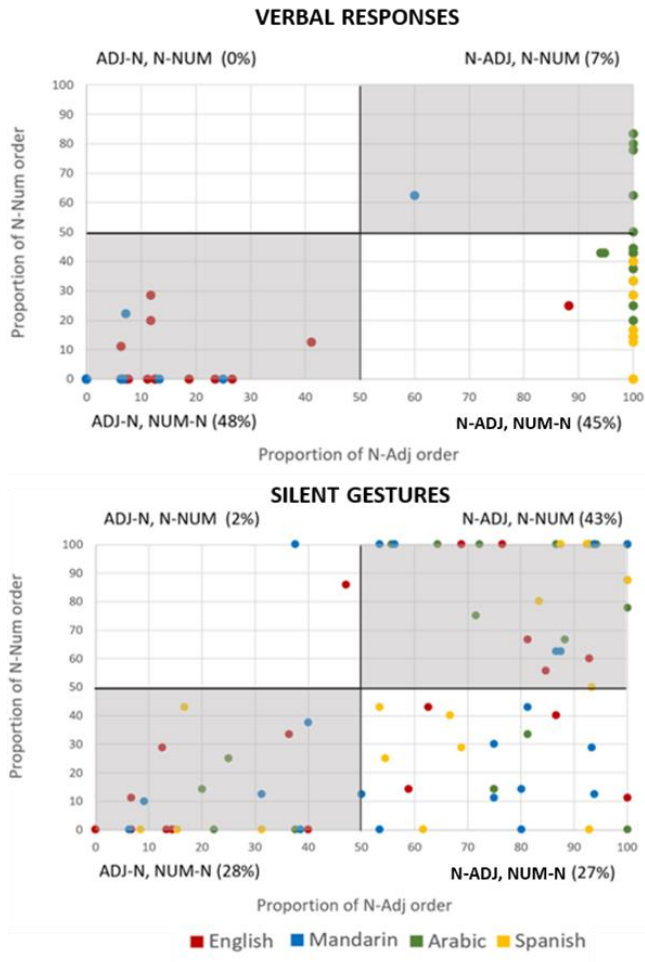 VERBAL RESPONSES
ADJ-N, N-NUM (0%) N-ADJ, N-NUM (7%)
100
90
80
70
60
50
40
30
20
10
0
Proportion of N-Num order
0 10 20 30 40 50 60 70 80 90 100
ADJ-N, NUM-N (48%) N-ADJ, NUM-N (45%)
Proportion of N-Adj order
SILENT GESTURES
ADJ-N, N-NUM (2%) N-ADJ, N-NUM (43%)
100
90
80
70
60
50
40
30
20
10
0
Proportion of N-Num order
0 10 20 30 40 50 60 70 80 90 100
ADJ-N, NUM-N (28%) N-ADJ, NUM-N (27%)
Proportion of N-Adj order
English Mandarin Arabic Spanish